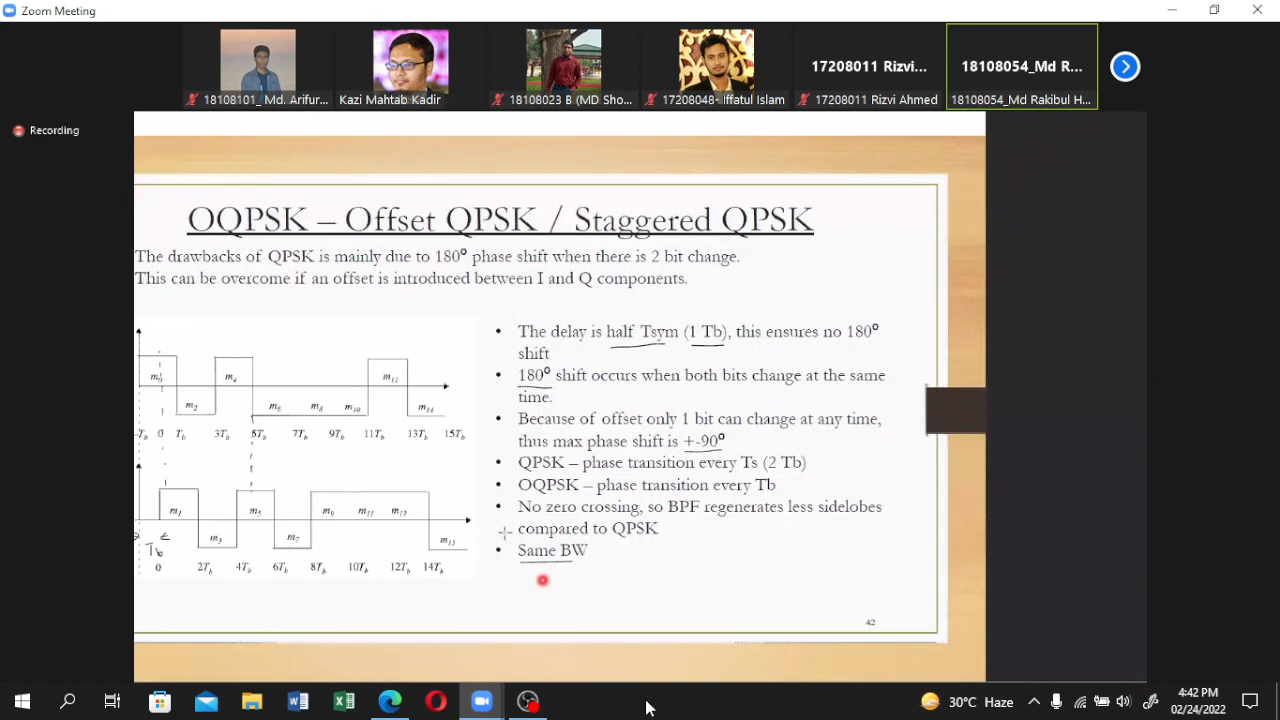 Zoom Meeting
17208011 Rizvi...
18108054_Md R...
18108101_ Md. Arifur...
Kazi Mahtab Kadir
18108023 B (MD Sho...
17208048- Iffatul Islam
17208011 Rizvi Ahmed
18108054_Md Rakibul H...
Recording
OQPSK – Offset QPSK / Staggered QPSK
The drawbacks of QPSK is mainly due to 180° phase shift when there is 2 bit change.
This can be overcome if an offset is introduced between I and Q components.
• The delay is half Tsym (1 Tb), this ensures no 180°
shift
• 180° shift occurs when both bits change at the same
time.
• Because of offset only 1 bit can change at any time,
thus max phase shift is +-90°
• QPSK – phase transition every Ts (2 Tb)
• OQPSK – phase transition every Tb
• No zero crossing, so BPF regenerates less sidelobes
compared to QPSK
• Same BW
m0 m2 m4 m6 m8 m10 m12 m14
-Tb 0 Tb 3Tb 5Tb 7Tb 9Tb 11Tb 13Tb 15Tb
m1 m3 m5 m7 m9 m11 m13 m15
Tb
0 2Tb 4Tb 6Tb 8Tb 10Tb 12Tb 14Tb
42
30°C Haze
4:42 PM
02/24/2022